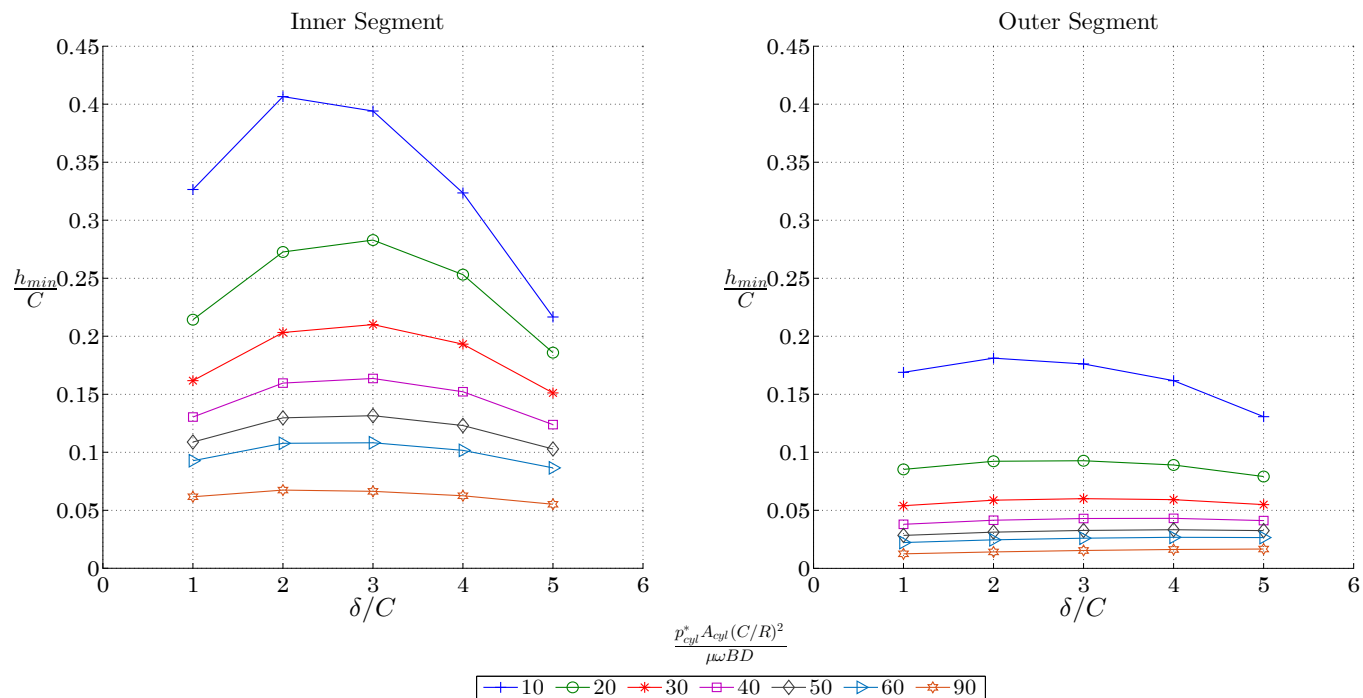 Inner Segment
0.45
0.4
0.35
0.3
0.25
0.2
0.15
0.1
0.05
0
h_min/C
0 1 2 3 4 5 6
δ/C
Outer Segment
0.45
0.4
0.35
0.3
0.25
0.2
0.15
0.1
0.05
0
h_min/C
0 1 2 3 4 5 6
δ/C
p*_cyl A_cyl (C/R)²
μωBD
10 20 30 40 50 60 90